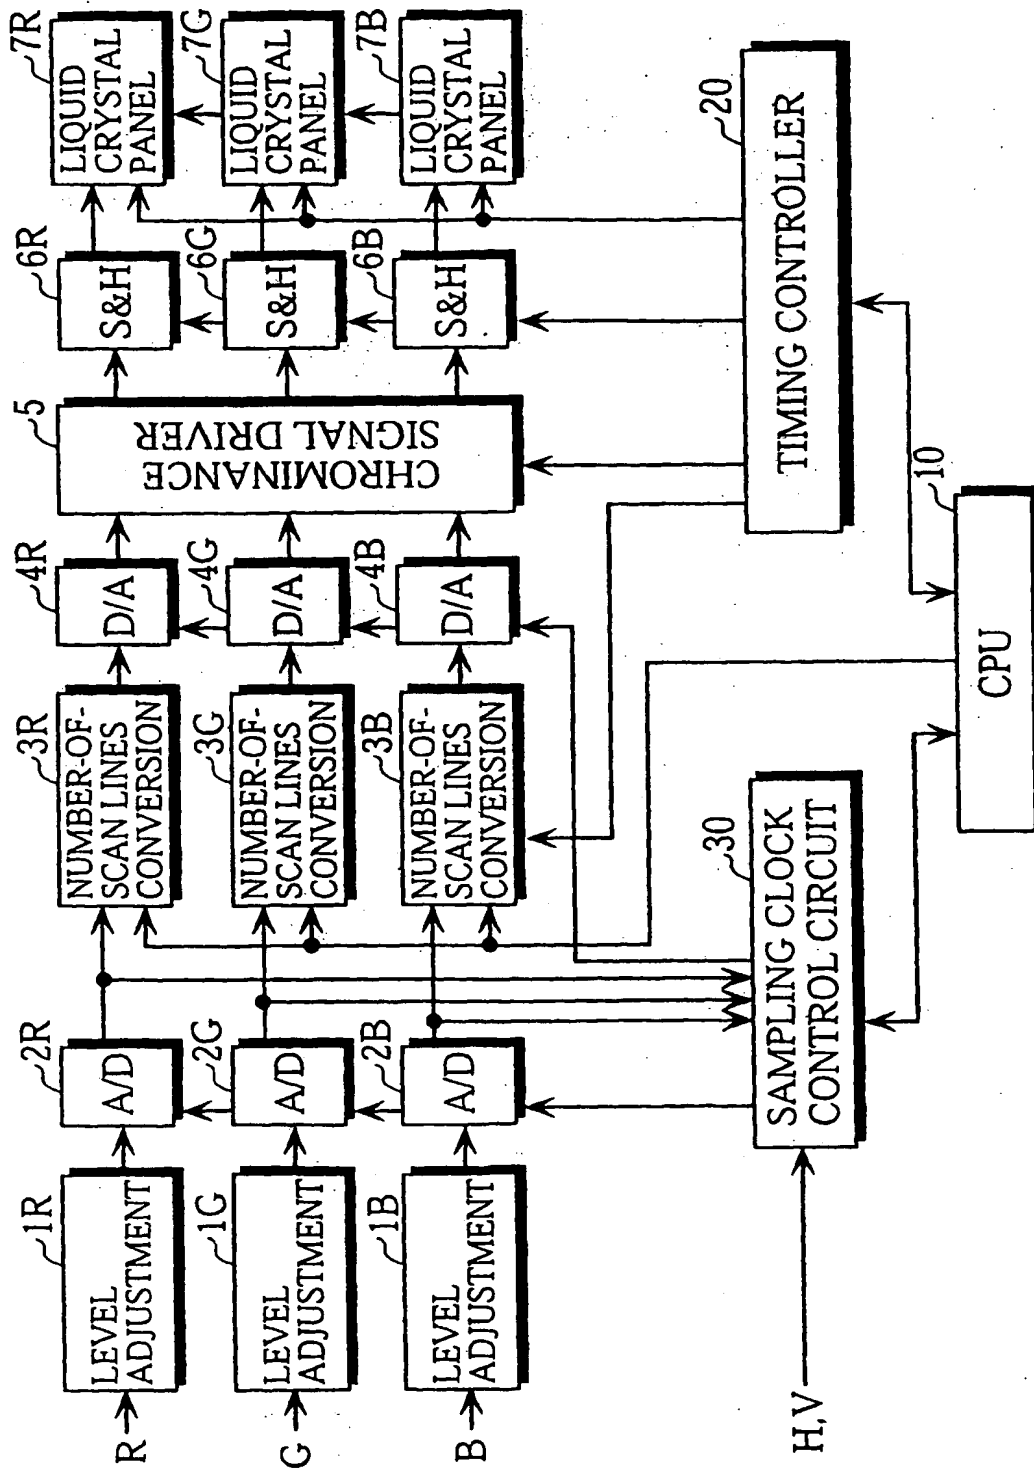 R
LEVEL
ADJUSTMENT
1R
A/D
2R
NUMBER-OF-
SCAN LINES
CONVERSION
3R
D/A
4R
CHROMINANCE
SIGNAL DRIVER
5
S&H
6R
LIQUID
CRYSTAL
PANEL
7R
G
LEVEL
ADJUSTMENT
1G
A/D
2G
NUMBER-OF-
SCAN LINES
CONVERSION
3G
D/A
4G
S&H
6G
LIQUID
CRYSTAL
PANEL
7G
B
LEVEL
ADJUSTMENT
1B
A/D
2B
NUMBER-OF-
SCAN LINES
CONVERSION
3B
D/A
4B
S&H
6B
LIQUID
CRYSTAL
PANEL
7B
H,V
SAMPLING CLOCK
CONTROL CIRCUIT
30
TIMING CONTROLLER
20
CPU
10